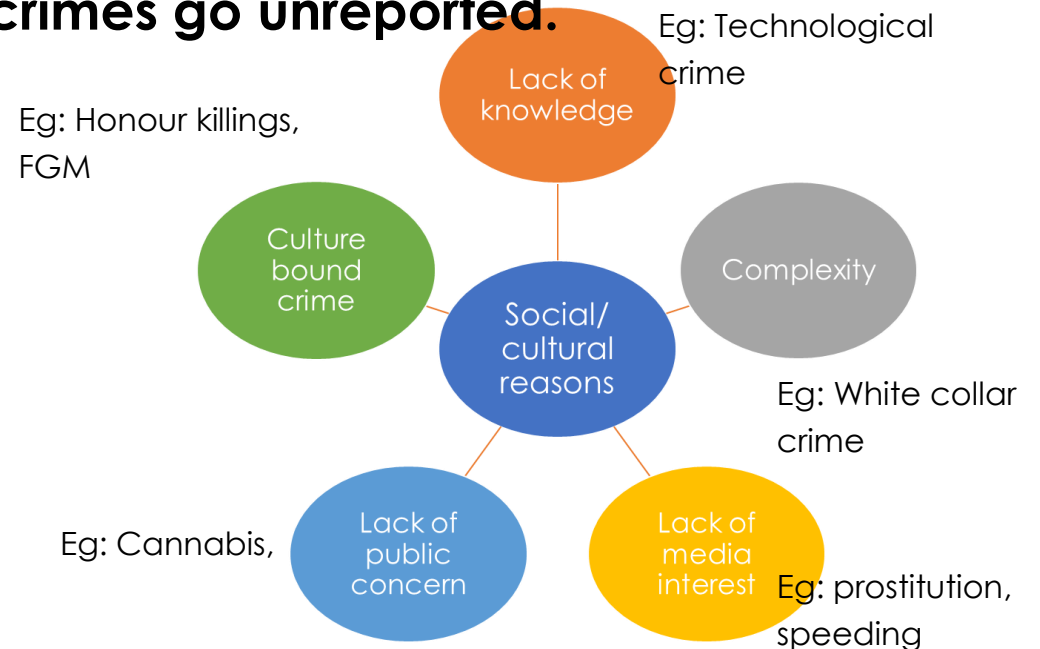 crimes go unreported.
Eg: Technological
crime
Lack of
knowledge
Eg: Honour killings,
FGM
Culture
bound
crime
Complexity
Social/
cultural
reasons
Eg: White collar
crime
Lack of
public
concern
Eg: Cannabis,
Lack of
media
interest
Eg: prostitution,
speeding